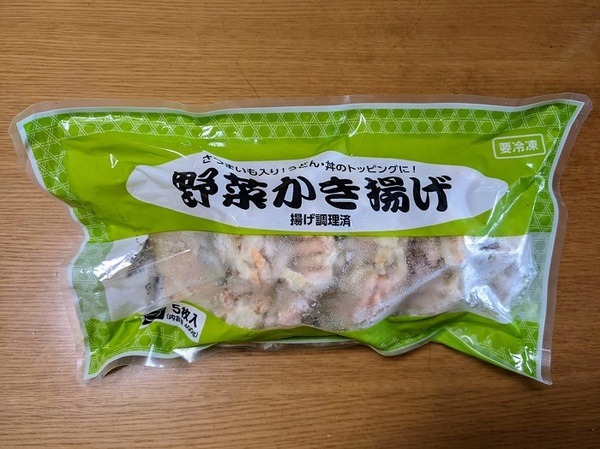 さつまいも入り!うどん・丼のトッピングに!
要冷凍
野菜かき揚げ
揚げ調理済
5枚入